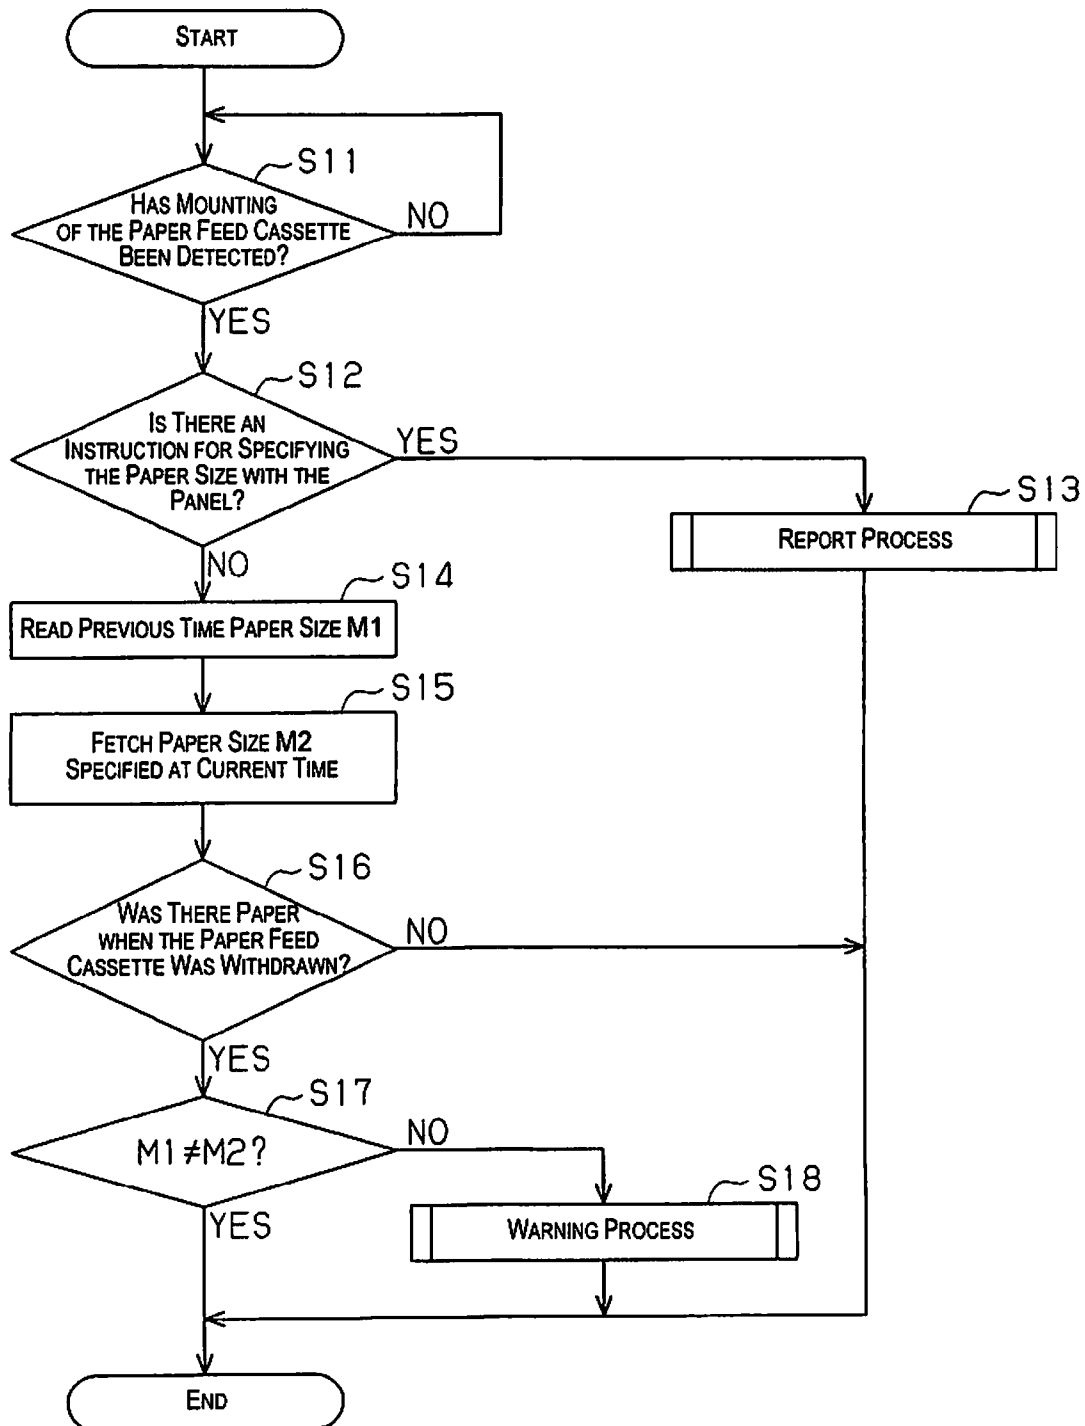 START
S11
HAS MOUNTING
OF THE PAPER FEED CASSETTE
BEEN DETECTED?
NO
YES
S12
IS THERE AN
INSTRUCTION FOR SPECIFYING
THE PAPER SIZE WITH THE
PANEL?
YES
NO
S13
REPORT PROCESS
S14
READ PREVIOUS TIME PAPER SIZE M1
S15
FETCH PAPER SIZE M2
SPECIFIED AT CURRENT TIME
S16
WAS THERE PAPER
WHEN THE PAPER FEED
CASSETTE WAS WITHDRAWN?
NO
YES
S17
M1≠M2?
NO
YES
S18
WARNING PROCESS
END